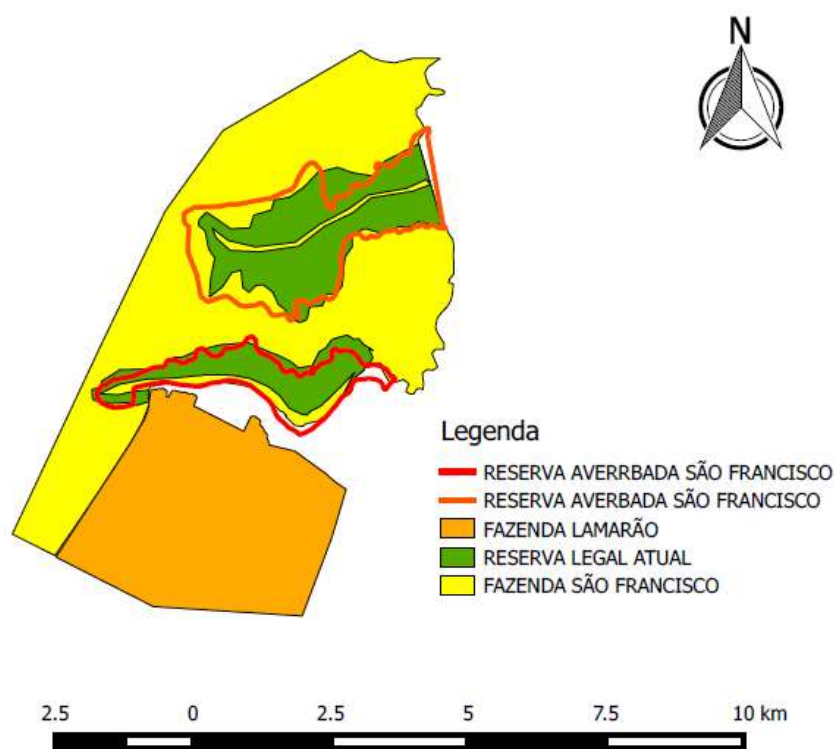 N
Legenda
RESERVA AVERRBADA SÃO FRANCISCO
RESERVA AVERBADA SÃO FRANCISCO
FAZENDA LAMARÃO
RESERVA LEGAL ATUAL
FAZENDA SÃO FRANCISCO
2.5 0 2.5 5 7.5 10 km